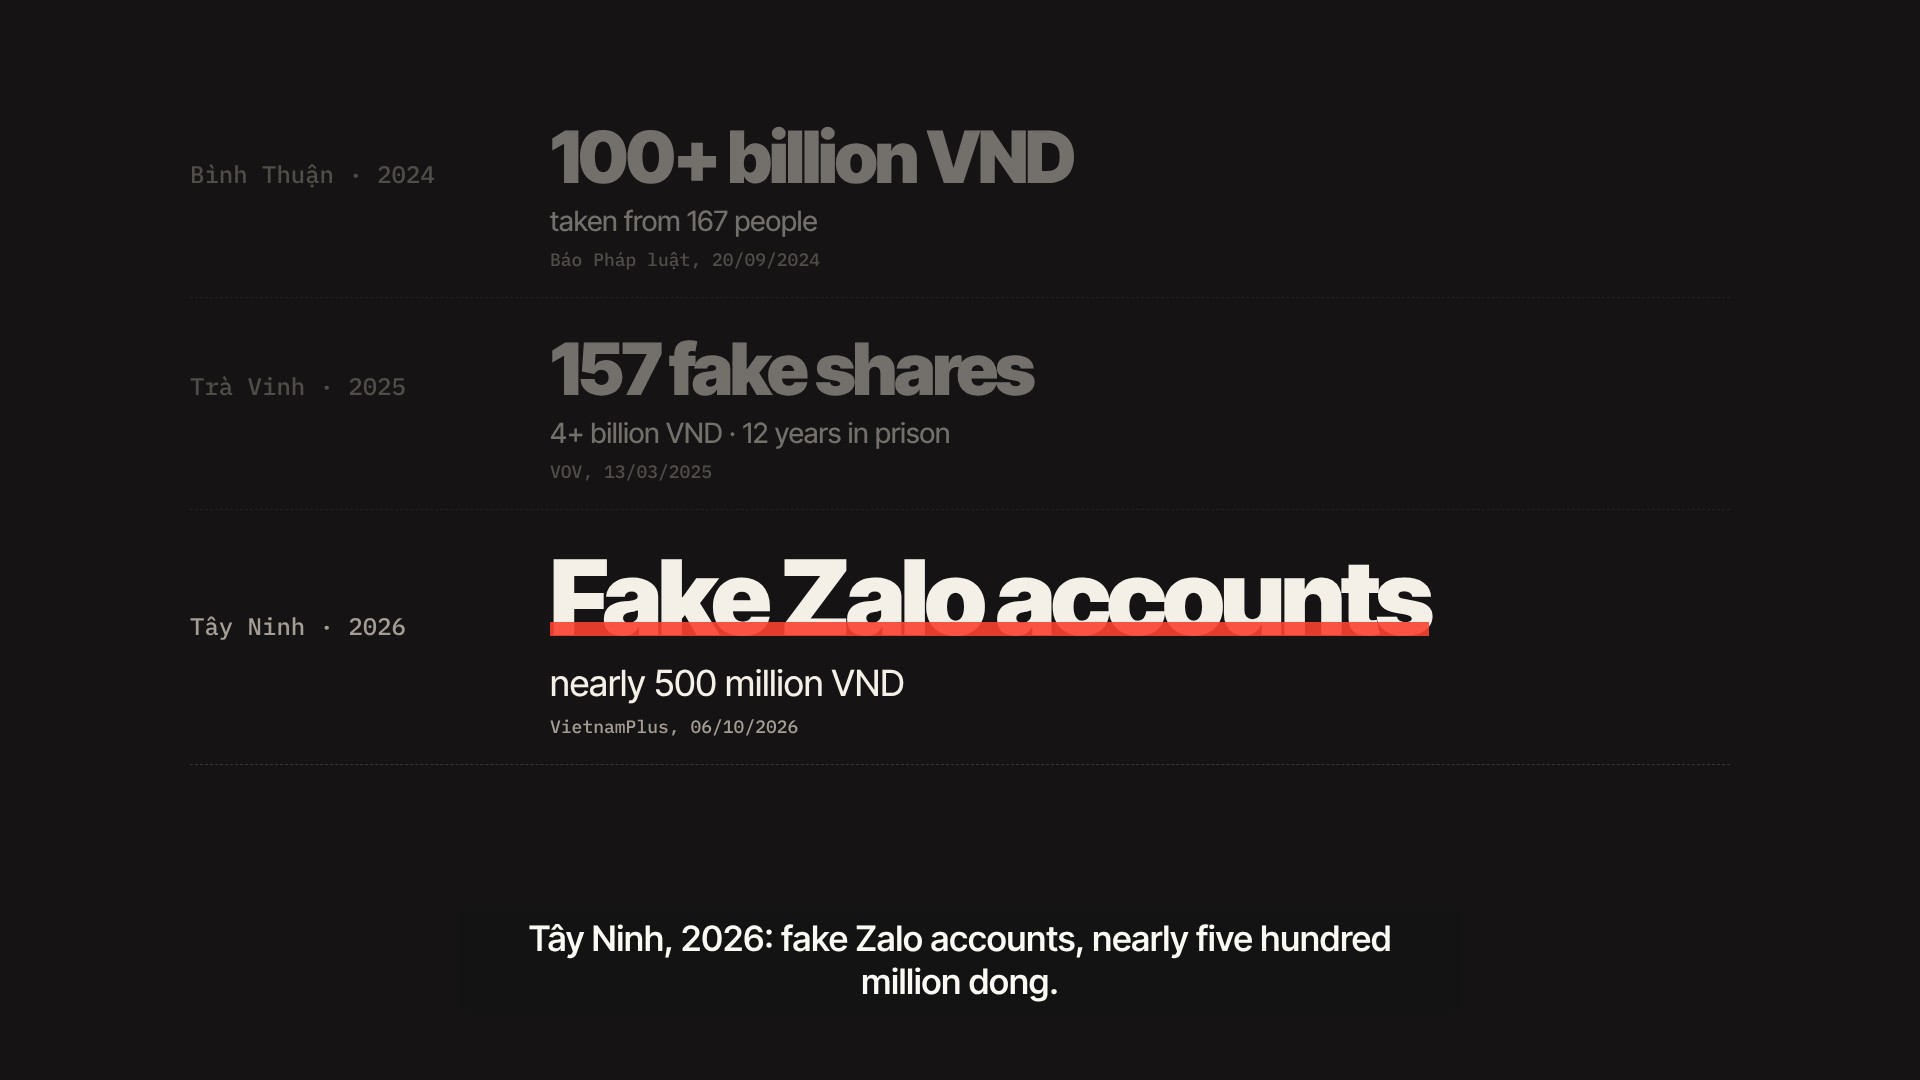 Bình Thuận · 2024
100+ billion VND
taken from 167 people
Báo Pháp luật, 20/09/2024
Trà Vinh · 2025
157 fake shares
4+ billion VND · 12 years in prison
VOV, 13/03/2025
Tây Ninh · 2026
Fake Zalo accounts
nearly 500 million VND
VietnamPlus, 06/10/2026
Tây Ninh, 2026: fake Zalo accounts, nearly five hundred
million dong.